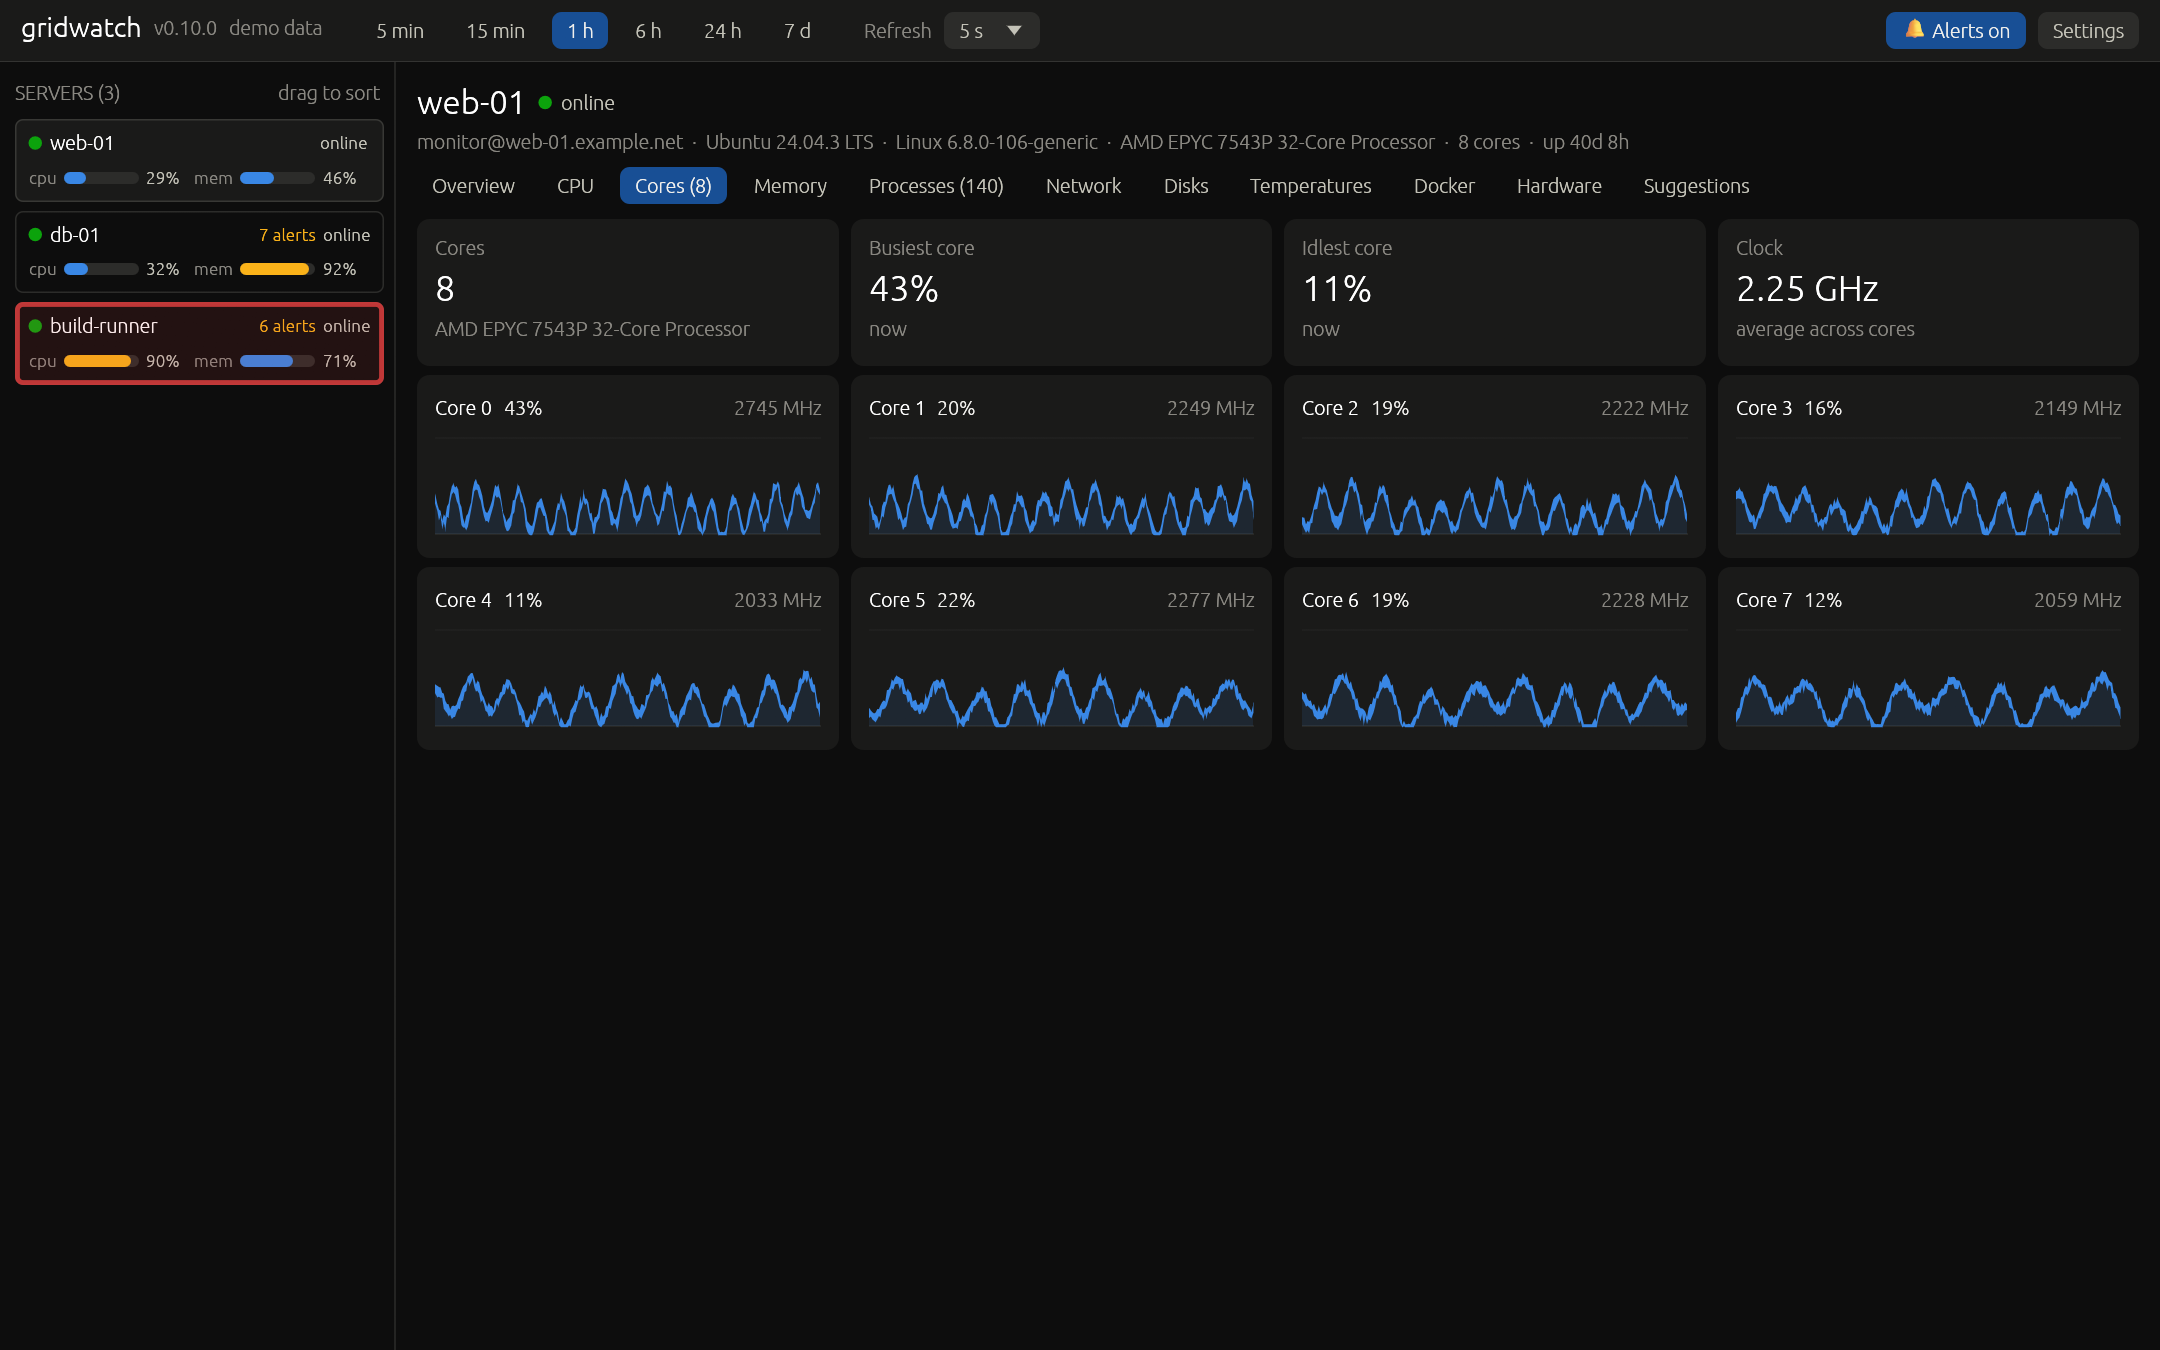 gridwatch v0.10.0 demo data 5 min 15 min 1 h 6 h 24 h 7 d Refresh 5 s Alerts on Settings
SERVERS (3) drag to sort
web-01 online
cpu 29% mem 46%
db-01 7 alerts online
cpu 32% mem 92%
build-runner 6 alerts online
cpu 90% mem 71%
web-01 online
monitor@web-01.example.net · Ubuntu 24.04.3 LTS · Linux 6.8.0-106-generic · AMD EPYC 7543P 32-Core Processor · 8 cores · up 40d 8h
Overview CPU Cores (8) Memory Processes (140) Network Disks Temperatures Docker Hardware Suggestions
Cores
8
AMD EPYC 7543P 32-Core Processor
Busiest core
43%
now
Idlest core
11%
now
Clock
2.25 GHz
average across cores
Core 0 43% 2745 MHz
Core 1 20% 2249 MHz
Core 2 19% 2222 MHz
Core 3 16% 2149 MHz
Core 4 11% 2033 MHz
Core 5 22% 2277 MHz
Core 6 19% 2228 MHz
Core 7 12% 2059 MHz